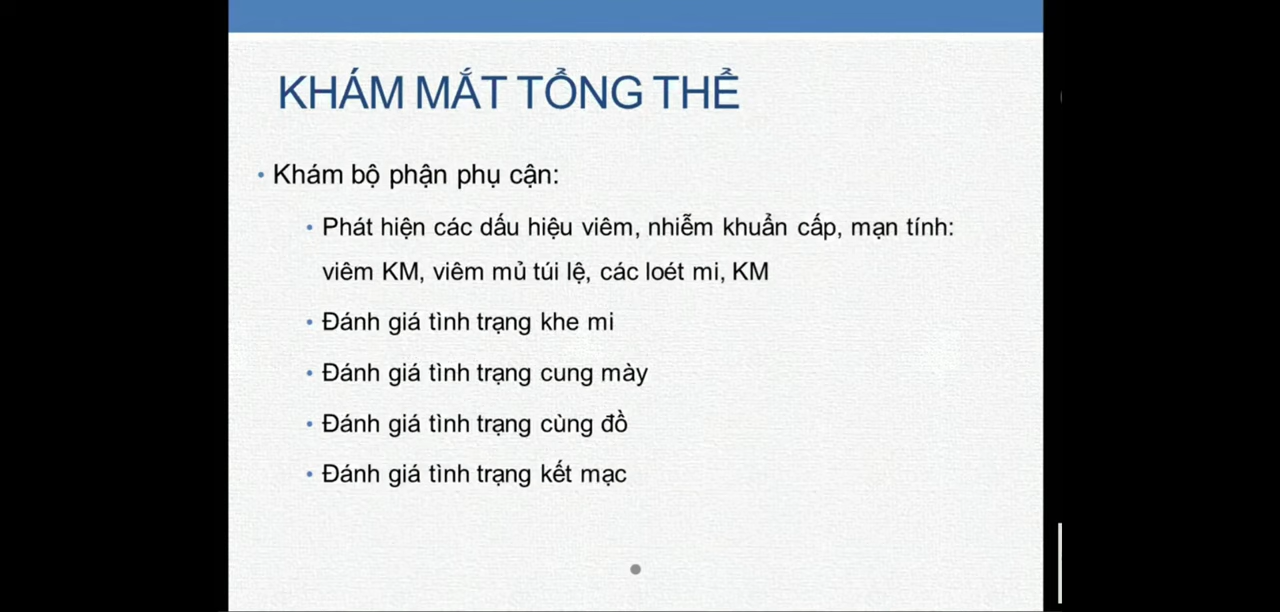 KHÁM MẮT TỔNG THỂ
• Khám bộ phận phụ cận:
• Phát hiện các dấu hiệu viêm, nhiễm khuẩn cấp, mạn tính:
viêm KM, viêm mủ túi lệ, các loét mi, KM
• Đánh giá tình trạng khe mi
• Đánh giá tình trạng cung mày
• Đánh giá tình trạng cùng đồ
• Đánh giá tình trạng kết mạc